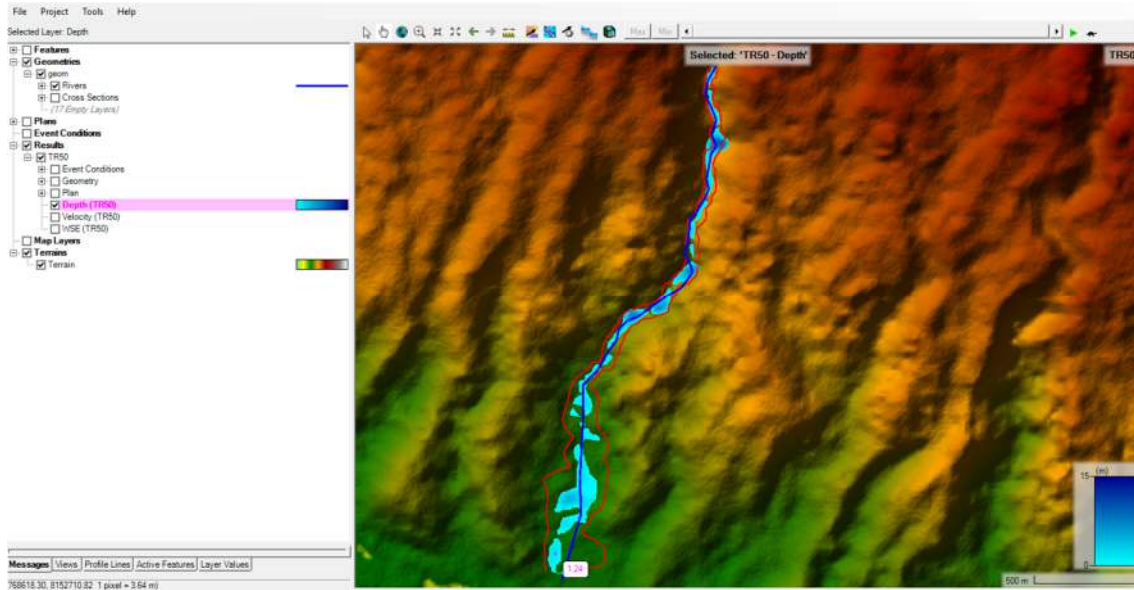 File Project Tools Help
Selected Layer: Depth
Max Min
Features
Geometries
geom
Rivers
Cross Sections
(17 Empty Layers)
Plans
Event Conditions
Results
TR50
Event Conditions
Geometry
Plan
Depth (TR50)
Velocity (TR50)
WSE (TR50)
Map Layers
Terrains
Terrain
Selected: 'TR50 - Depth'
TR50
1.24
(m)
15
0
500 m
Messages Views Profile Lines Active Features Layer Values
768618.30, 8152710.82 1 pixel = 3.64 m)